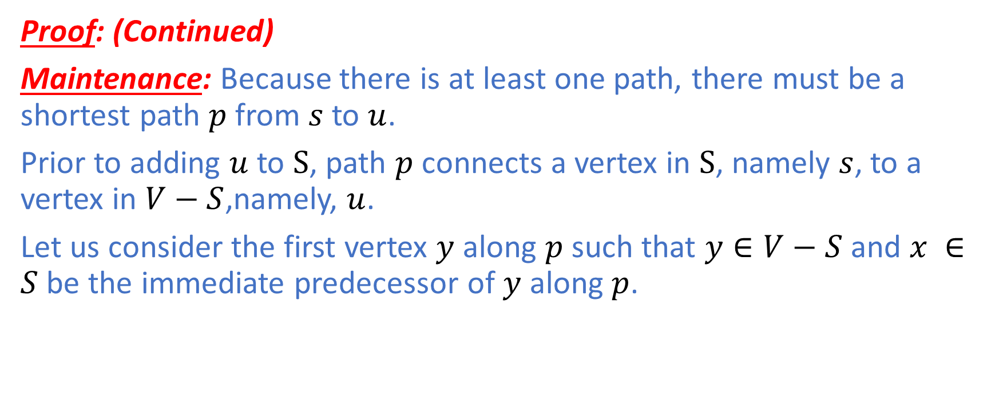 Proof: (Continued)
Maintenance: Because there is at least one path, there must be a
shortest path p from s to u.
Prior to adding u to S, path p connects a vertex in S, namely s, to a
vertex in V − S,namely, u.
Let us consider the first vertex y along p such that y ∈ V − S and x ∈
S be the immediate predecessor of y along p.